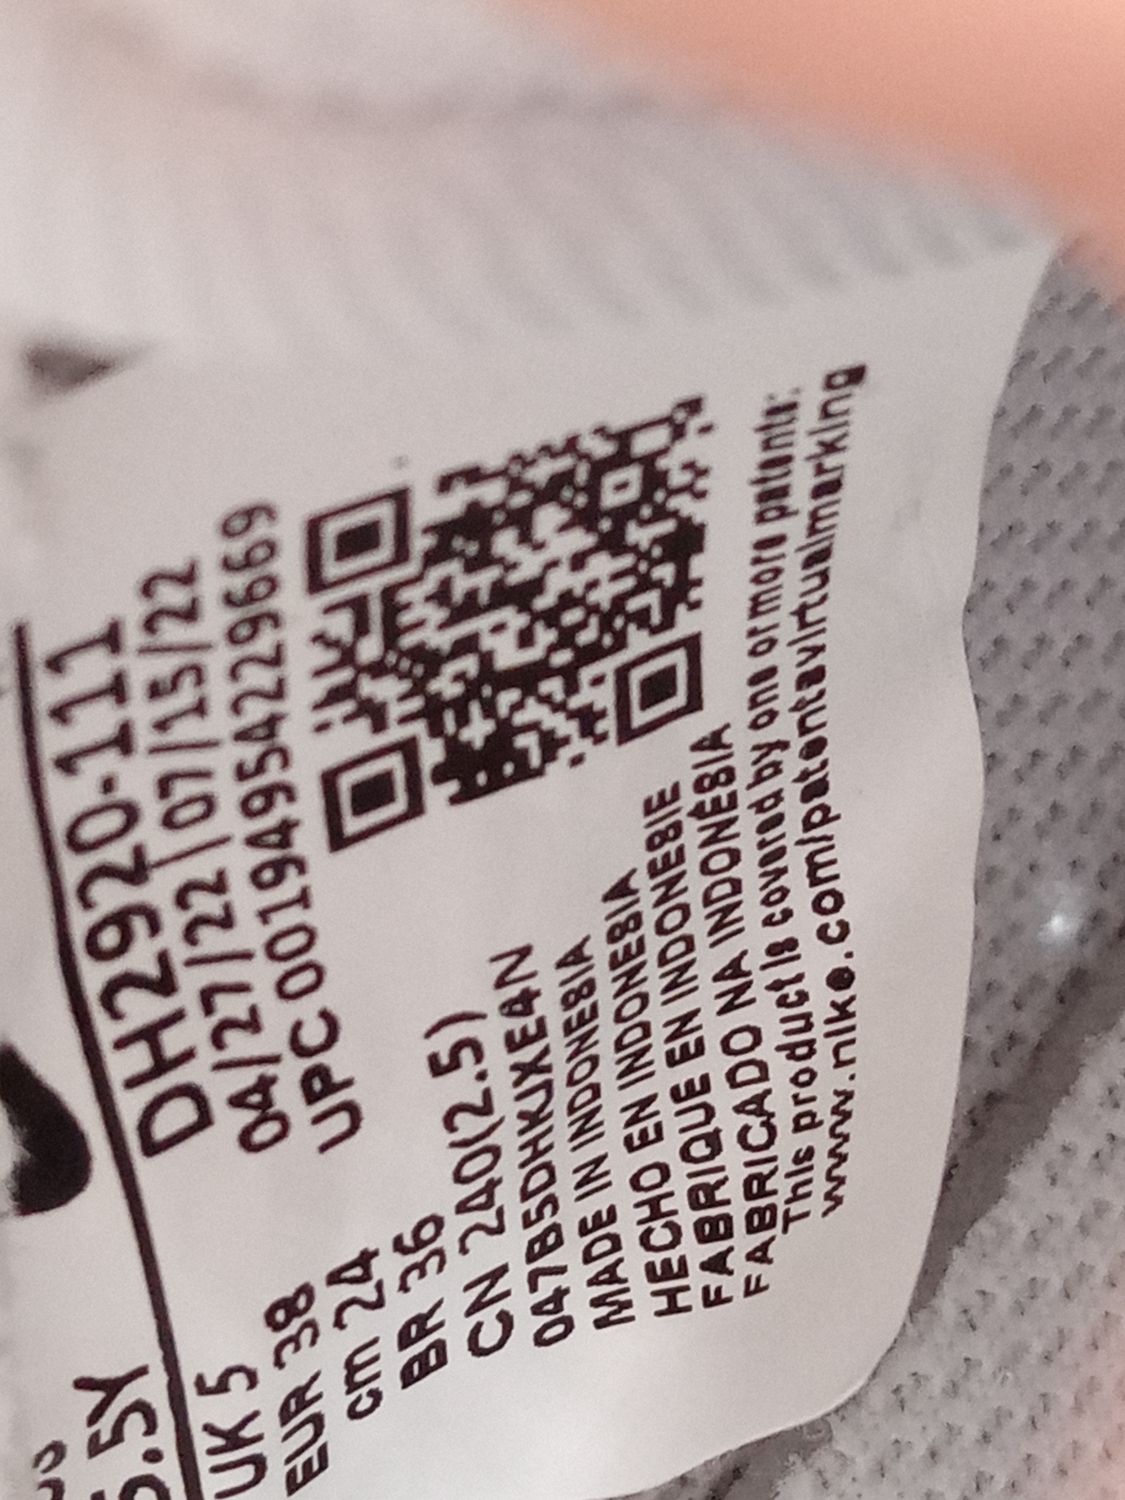 5.5Y
DH2920-111
04/27/22 | 07/15/22
UPC 00194954229669
UK 5
EUR 38
cm 24
BR 36
CN 240(2.5)
047B5DHKJXE4N
MADE IN INDONESIA
HECHO EN INDONESIA
FABRIQUE EN INDONESIE
FABRICADO NA INDONÉSIA
This product is covered by one or more patents:
www.nike.com/patentsvirtualmarking